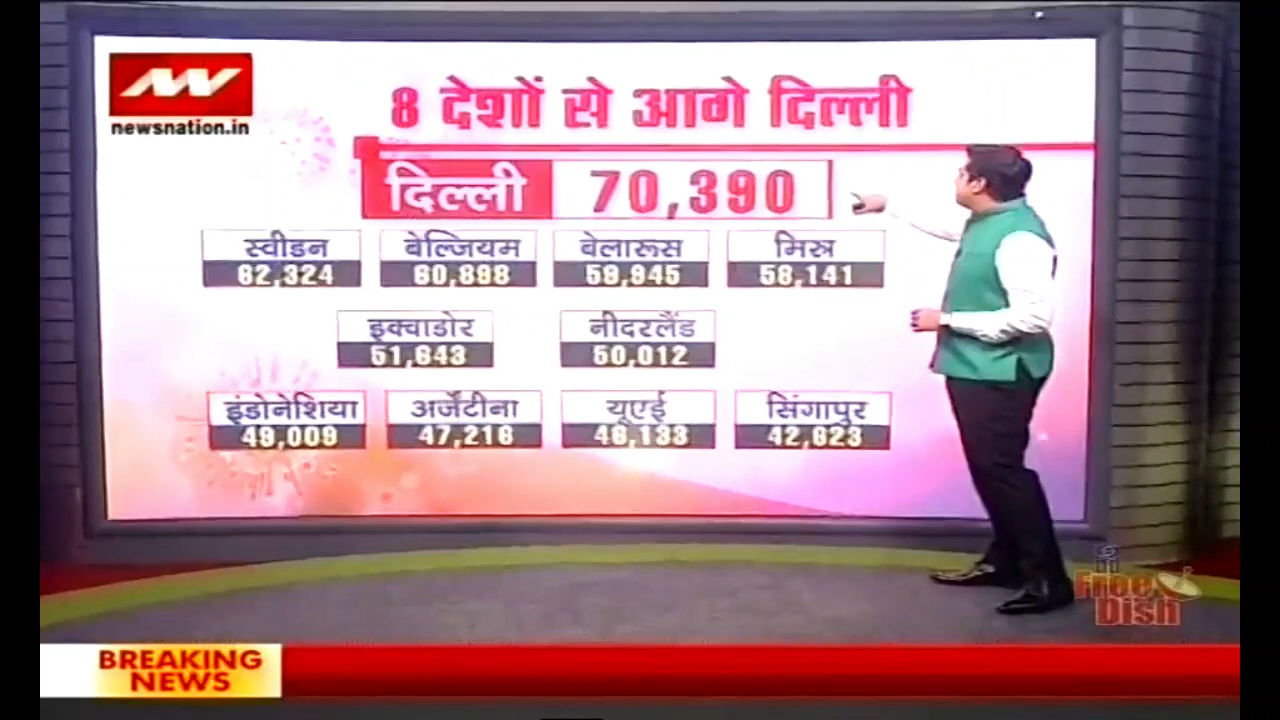 newsnation.in
8 देशों से आगे दिल्ली
दिल्ली 70,390
स्वीडन बेल्जियम बेलारूस मिस्र
62,324 60,898 59,945 58,141
इक्वाडोर नीदरलैंड
51,643 50,012
इंडोनेशिया अर्जेंटीना यूएई सिंगापुर
49,009 47,216 46,133 42,623
Free
Dish
BREAKING
NEWS